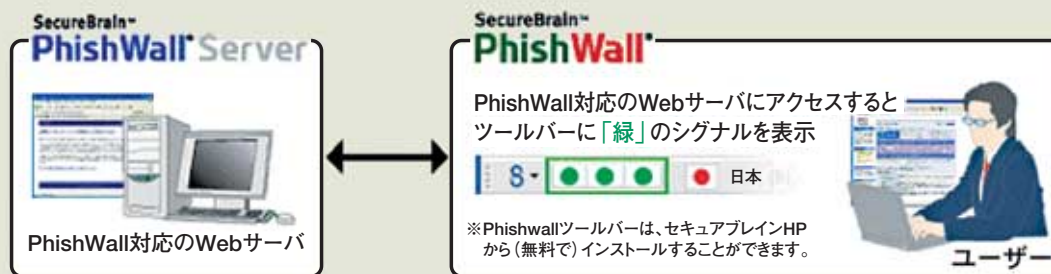 SecureBrain™
PhishWall Server
PhishWall対応のWebサーバ
SecureBrain™
PhishWall
PhishWall対応のWebサーバにアクセスすると
ツールバーに「緑」のシグナルを表示
S
日本
※Phishwallツールバーは、セキュアブレインHP
から（無料で）インストールすることができます。
ユーザー